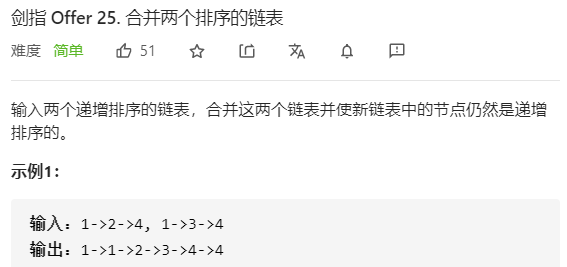 剑指 Offer 25. 合并两个排序的链表
难度 简单 51
输入两个递增排序的链表，合并这两个链表并使新链表中的节点仍然是递增
排序的。
示例1：
输入：1->2->4, 1->3->4
输出：1->1->2->3->4->4